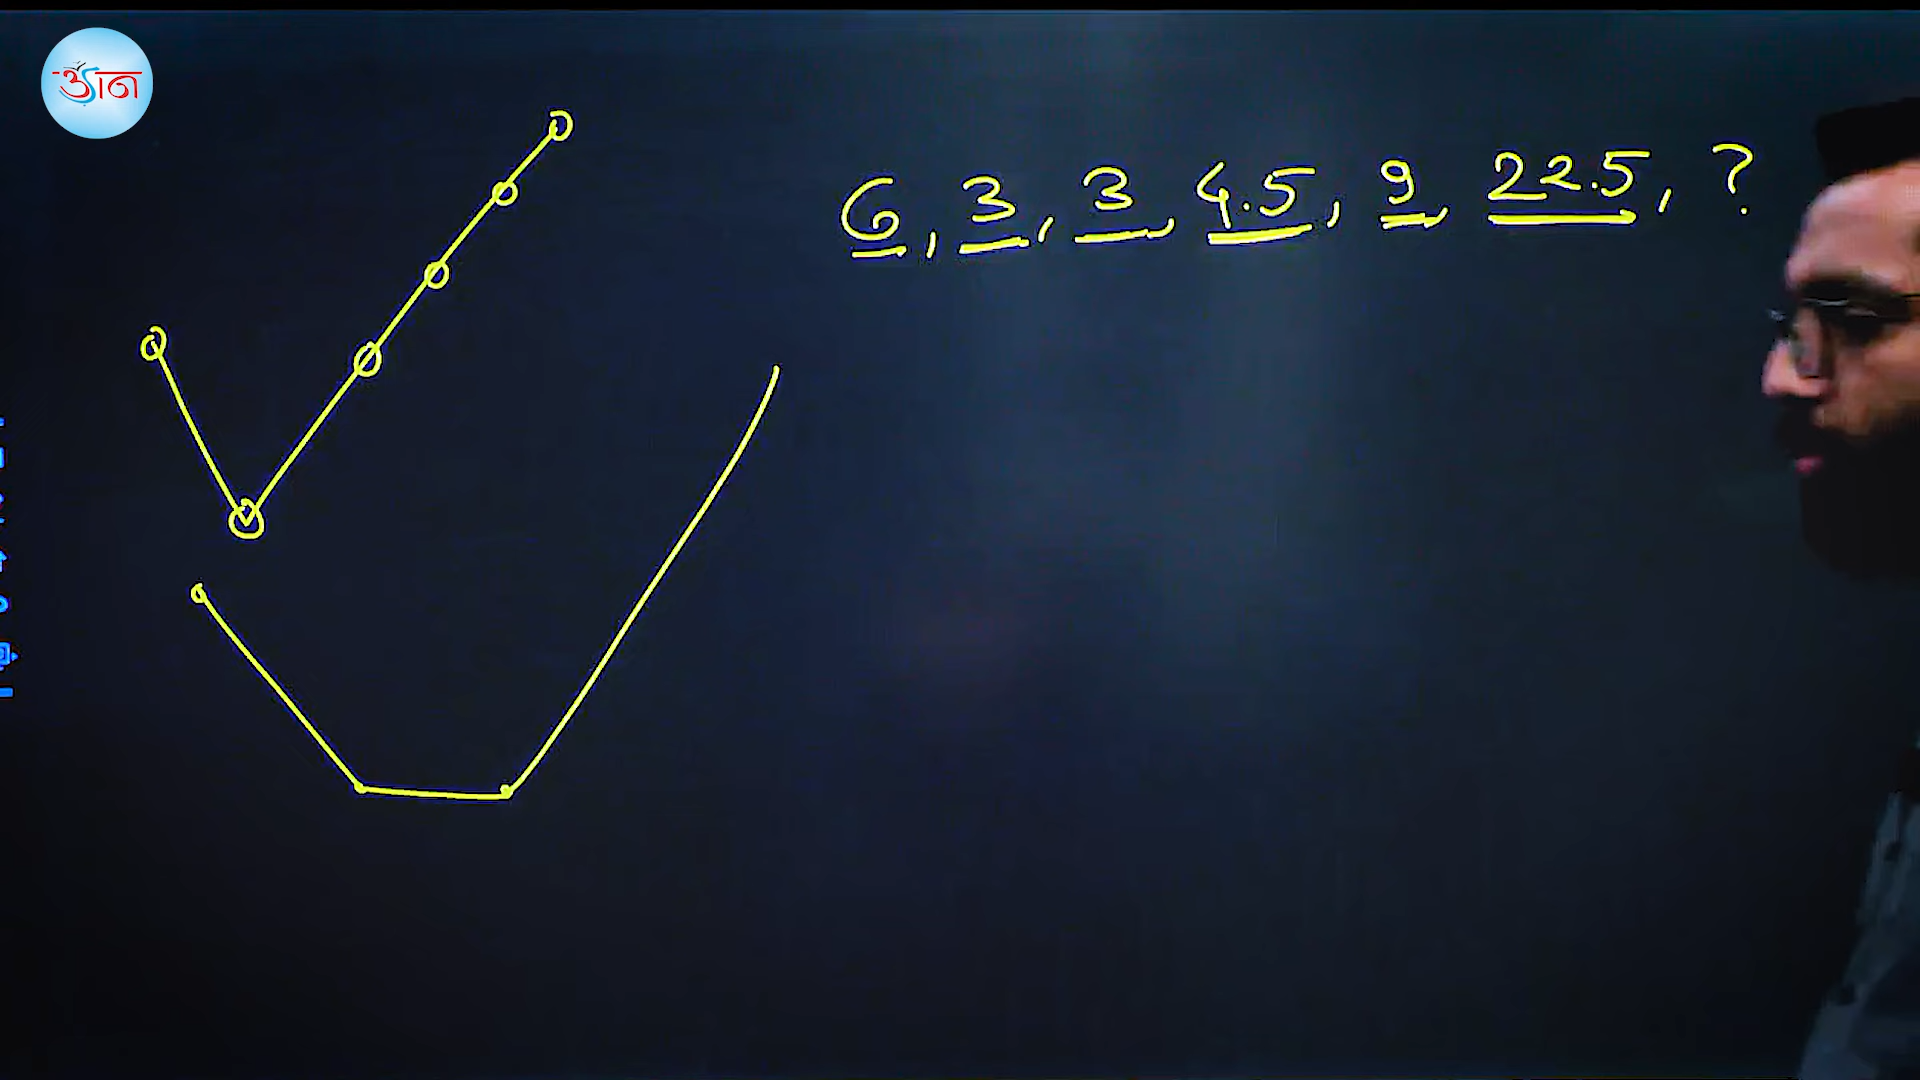 ज्ञान
6, 3, 3, 4.5, 9, 22.5, ?